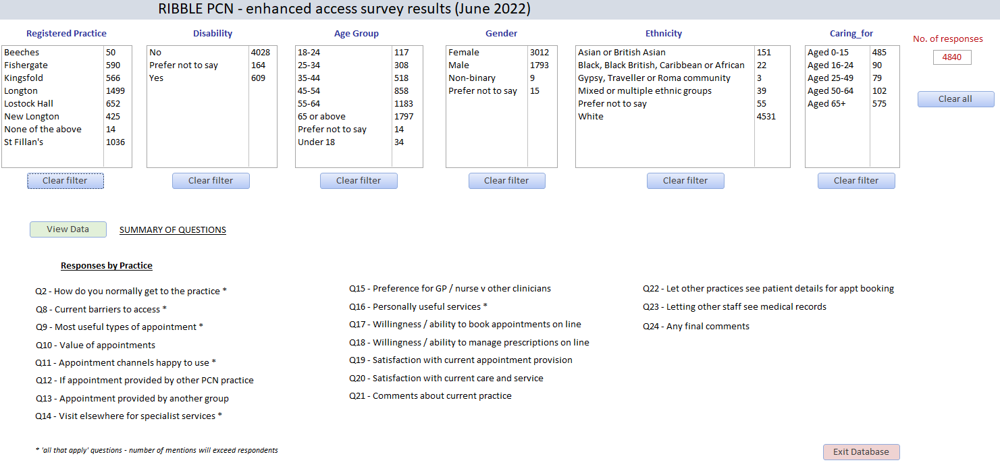 RIBBLE PCN - enhanced access survey results (June 2022)
Registered Practice
Beeches 50
Fishergate 590
Kingsfold 566
Longton 1499
Lostock Hall 652
New Longton 425
None of the above 14
St Fillan's 1036
Clear filter
Disability
No 4028
Prefer not to say 164
Yes 609
Clear filter
Age Group
18-24 117
25-34 308
35-44 518
45-54 858
55-64 1183
65 or above 1797
Prefer not to say 14
Under 18 34
Clear filter
Gender
Female 3012
Male 1793
Non-binary 9
Prefer not to say 15
Clear filter
Ethnicity
Asian or British Asian 151
Black, Black British, Caribbean or African 22
Gypsy, Traveller or Roma community 3
Mixed or multiple ethnic groups 39
Prefer not to say 55
White 4531
Clear filter
Caring_for
Aged 0-15 485
Aged 16-24 90
Aged 25-49 79
Aged 50-64 102
Aged 65+ 575
Clear filter
No. of responses
4840
Clear all
View Data
SUMMARY OF QUESTIONS
Responses by Practice
Q2 - How do you normally get to the practice *
Q8 - Current barriers to access *
Q9 - Most useful types of appointment *
Q10 - Value of appointments
Q11 - Appointment channels happy to use *
Q12 - If appointment provided by other PCN practice
Q13 - Appointment provided by another group
Q14 - Visit elsewhere for specialist services *
Q15 - Preference for GP / nurse v other clinicians
Q16 - Personally useful services *
Q17 - Willingness / ability to book appointments on line
Q18 - Willingness / ability to manage prescriptions on line
Q19 - Satisfaction with current appointment provision
Q20 - Satisfaction with current care and service
Q21 - Comments about current practice
Q22 - Let other practices see patient details for appt booking
Q23 - Letting other staff see medical records
Q24 - Any final comments
* 'all that apply' questions - number of mentions will exceed respondents
Exit Database